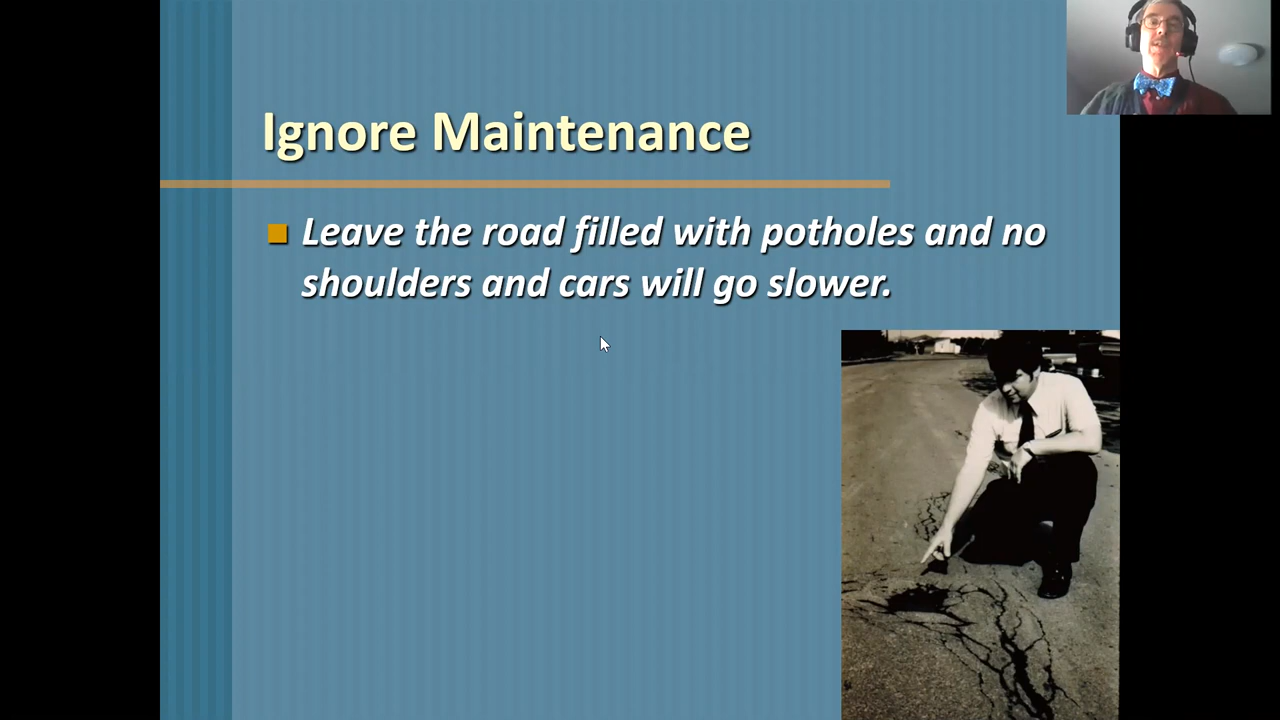 Ignore Maintenance
Leave the road filled with potholes and no
shoulders and cars will go slower.